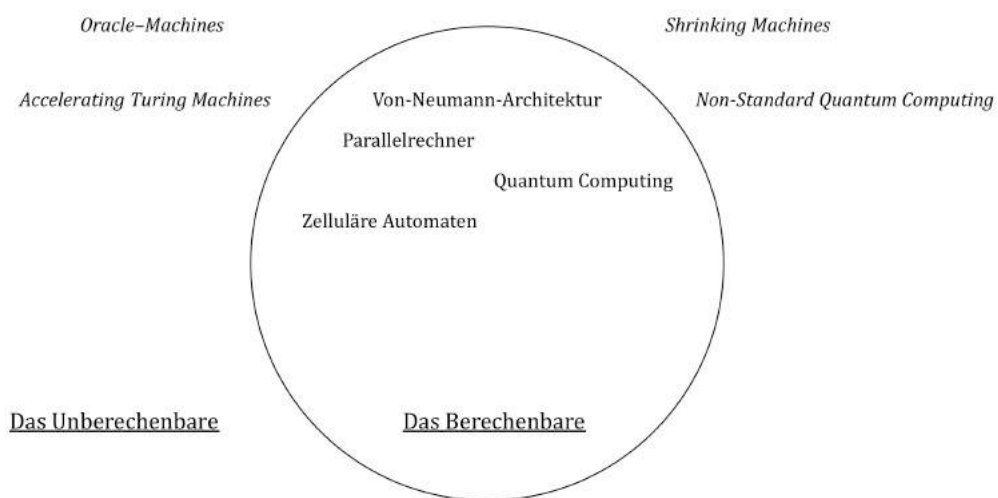 Oracle–Machines
Shrinking Machines
Accelerating Turing Machines
Von-Neumann-Architektur
Non-Standard Quantum Computing
Parallelrechner
Quantum Computing
Zelluläre Automaten
Das Unberechenbare
Das Berechenbare